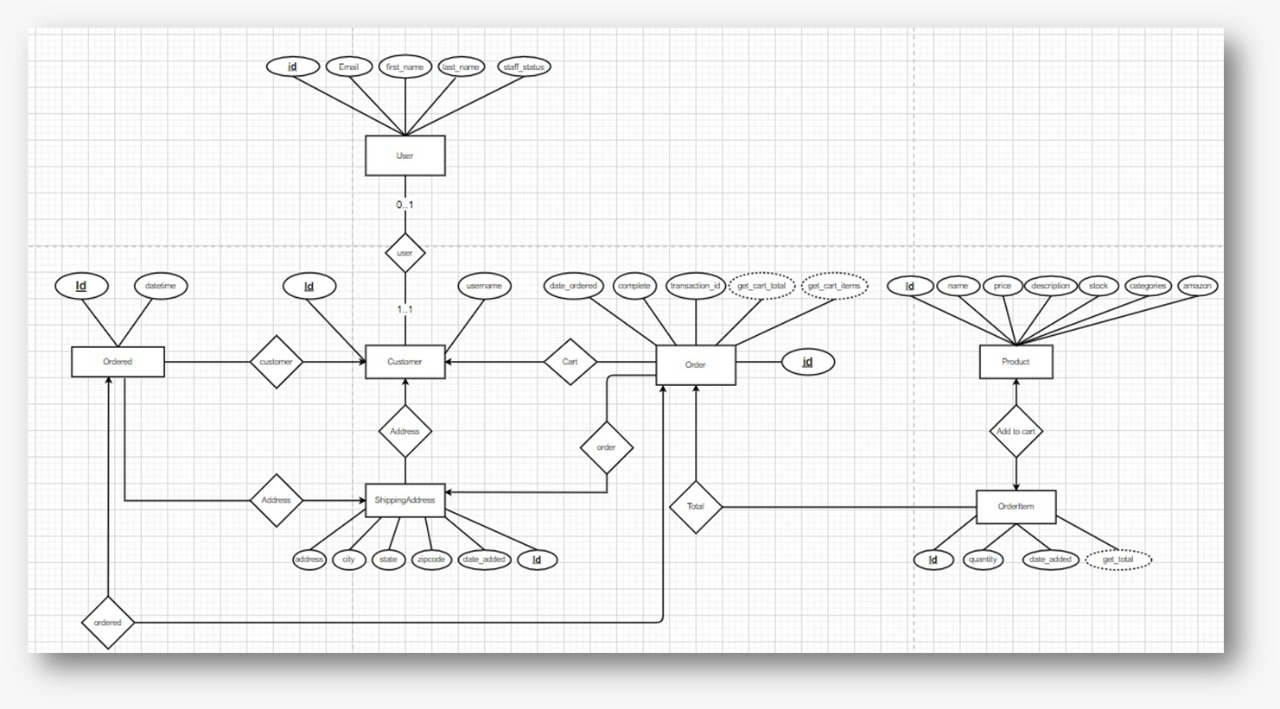 id
Email
first_name
last_name
staff_status
User
0..1
user
Id
datetime
Id
username
date_ordered
complete
transaction_id
get_cart_total
get_cart_items
Id
name
price
description
stock
categories
amazon
1..1
Ordered
customer
Customer
Cart
Order
id
Product
Address
order
Add to cart
Address
ShippingAddress
Total
OrderItem
address
city
state
zipcode
date_added
Id
Id
quantity
date_added
get_total
ordered